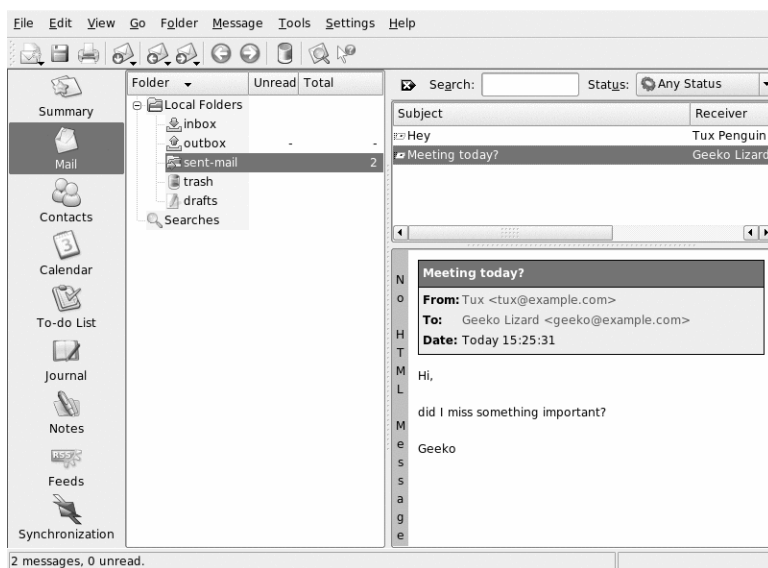 File Edit View Go Folder Message Tools Settings Help
Summary
Mail
Contacts
Calendar
3
To-do List
Journal
Notes
RSS
Feeds
Synchronization
Folder Unread Total
Local Folders
inbox
outbox - -
sent-mail 2
trash
drafts
Searches
Search: Status: Any Status
Subject Receiver
Hey Tux Penguin
Meeting today? Geeko Lizard
No HTML Message
Meeting today?
From: Tux <tux@example.com>
To: Geeko Lizard <geeko@example.com>
Date: Today 15:25:31
Hi,
did I miss something important?
Geeko
2 messages, 0 unread.